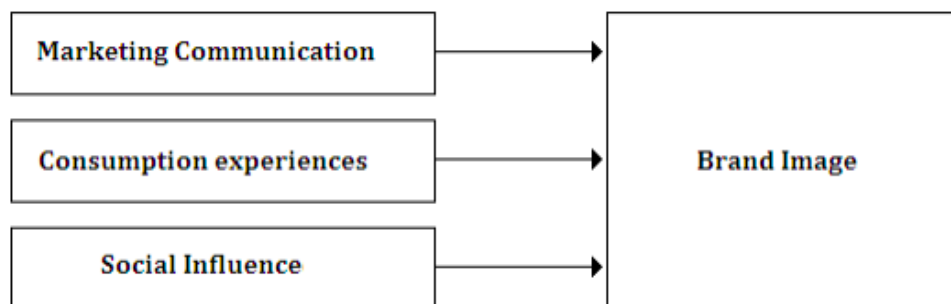 Marketing Communication
Consumption experiences
Brand Image
Social Influence